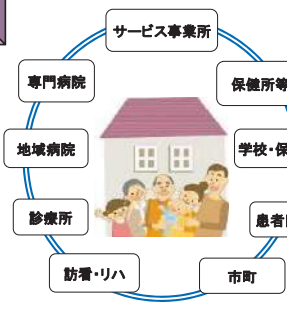 サービス事業所
専門病院
保健所等
地域病院
学校・保
診療所
患者
訪看・リハ
市町